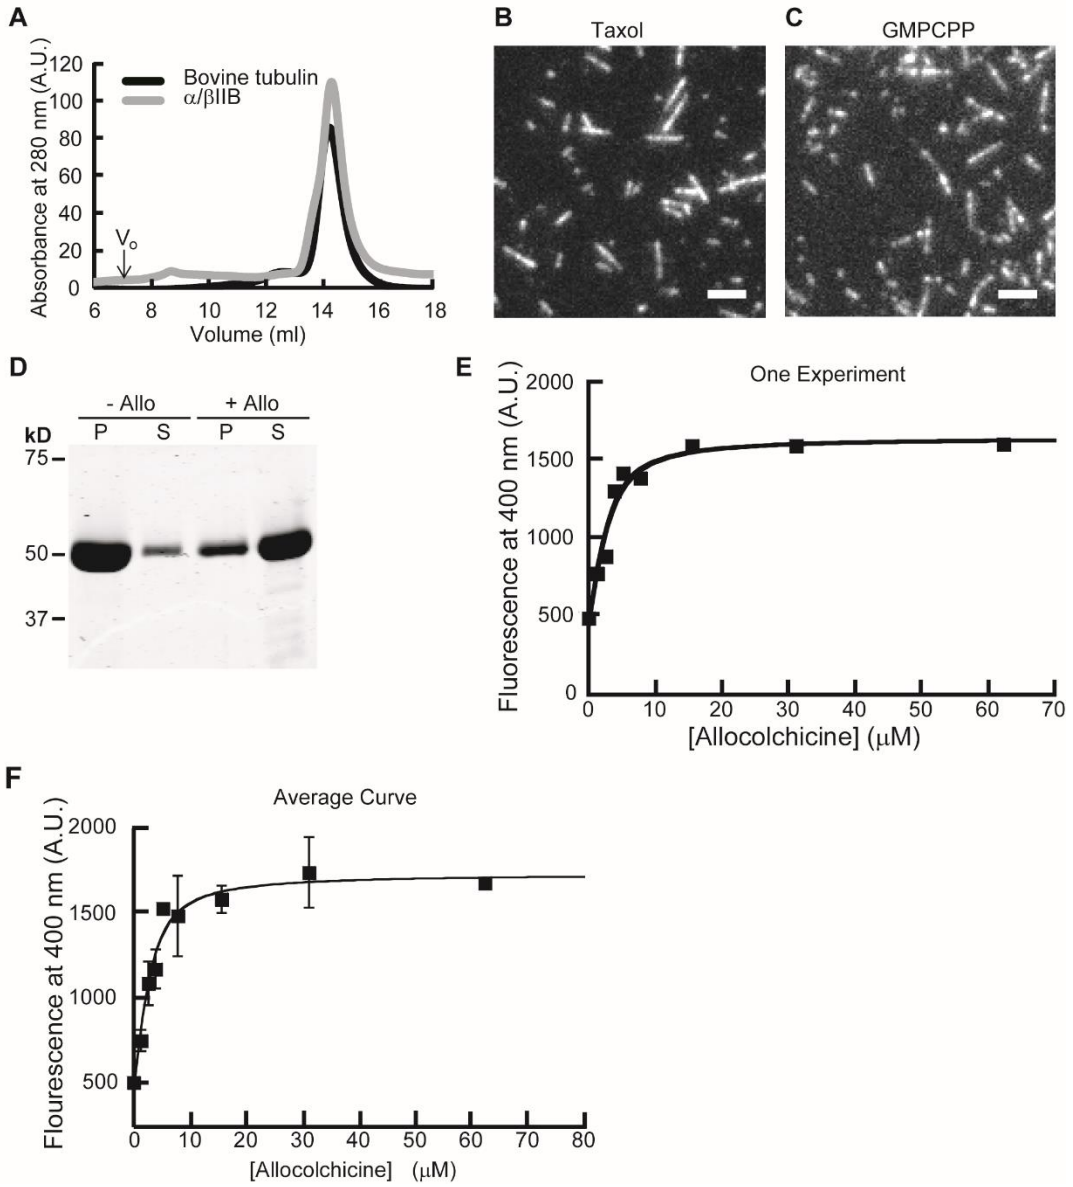 A
Absorbance at 280 nm (A.U.)
120
100
80
60
40
20
0
Bovine tubulin
α/βIIB
Vo
6 8 10 12 14 16 18
Volume (ml)
B
Taxol
C
GMPCPP
D
- Allo + Allo
kD P S P S
75
50
37
E
One Experiment
Fluorescence at 400 nm (A.U.)
2000
1500
1000
500
0
0 10 20 30 40 50 60 70
[Allocolchicine] (μM)
F
Average Curve
Flourescence at 400 nm (A.U.)
2000
1500
1000
500
0 10 20 30 40 50 60 70 80
[Allocolchicine] (μM)